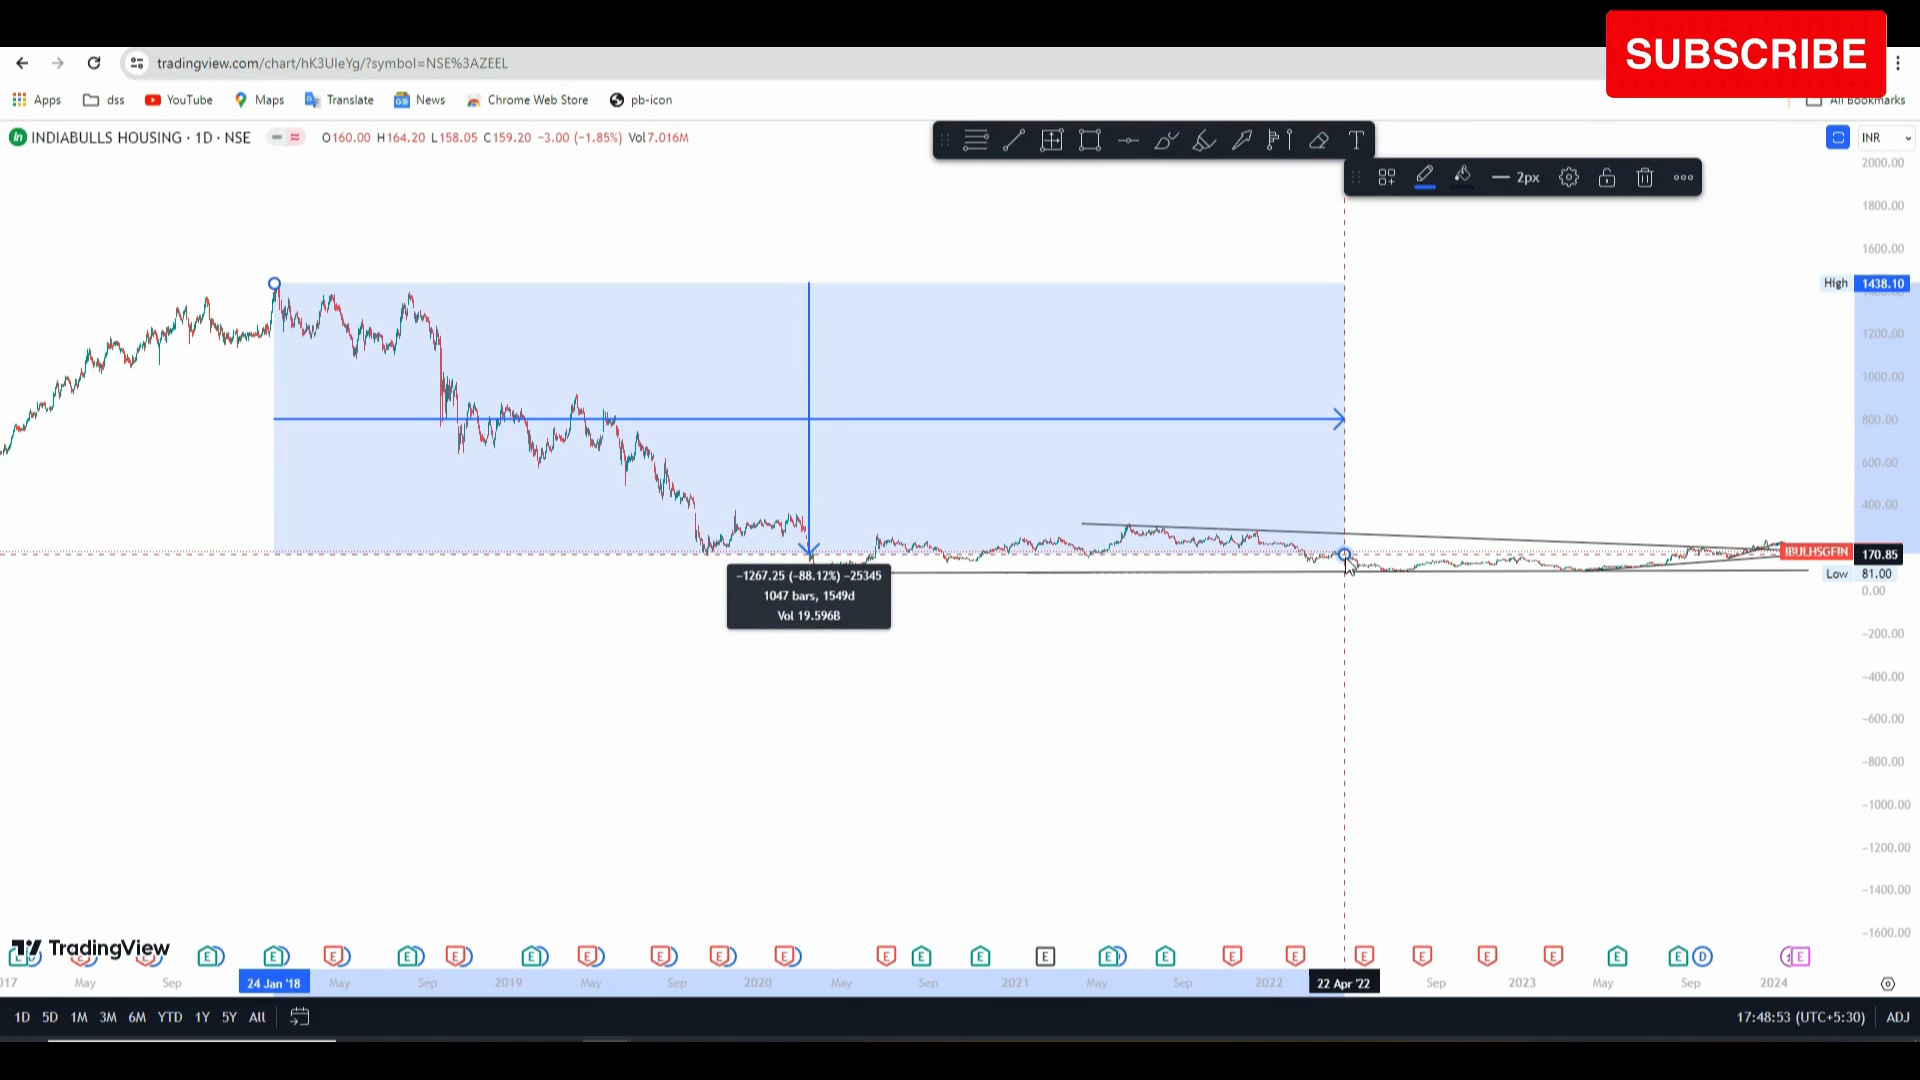 SUBSCRIBE
tradingview.com/chart/hK3UIeYg/?symbol=NSE%3AZEEL
Apps dss YouTube Maps Translate News Chrome Web Store pb-icon All Bookmarks
INDIABULLS HOUSING · 1D · NSE O160.00 H164.20 L158.05 C159.20 −3.00 (−1.85%) Vol7.016M
T
INR
2px
2000.00
1800.00
1600.00
High 1438.10
1200.00
1000.00
800.00
600.00
400.00
IBULHSGFIN 170.85
Low 81.00
0.00
−200.00
−400.00
−600.00
−800.00
−1000.00
−1200.00
−1400.00
−1600.00
−1267.25 (−88.12%) −25345
1047 bars, 1549d
Vol 19.596B
TradingView
E E E E E E E E E E E E E E E E E E E E E E E D E
017 May Sep 24 Jan '18 May Sep 2019 May Sep 2020 May Sep 2021 May Sep 2022 22 Apr '22 Sep 2023 May Sep 2024
1D 5D 1M 3M 6M YTD 1Y 5Y All
17:48:53 (UTC+5:30) ADJ